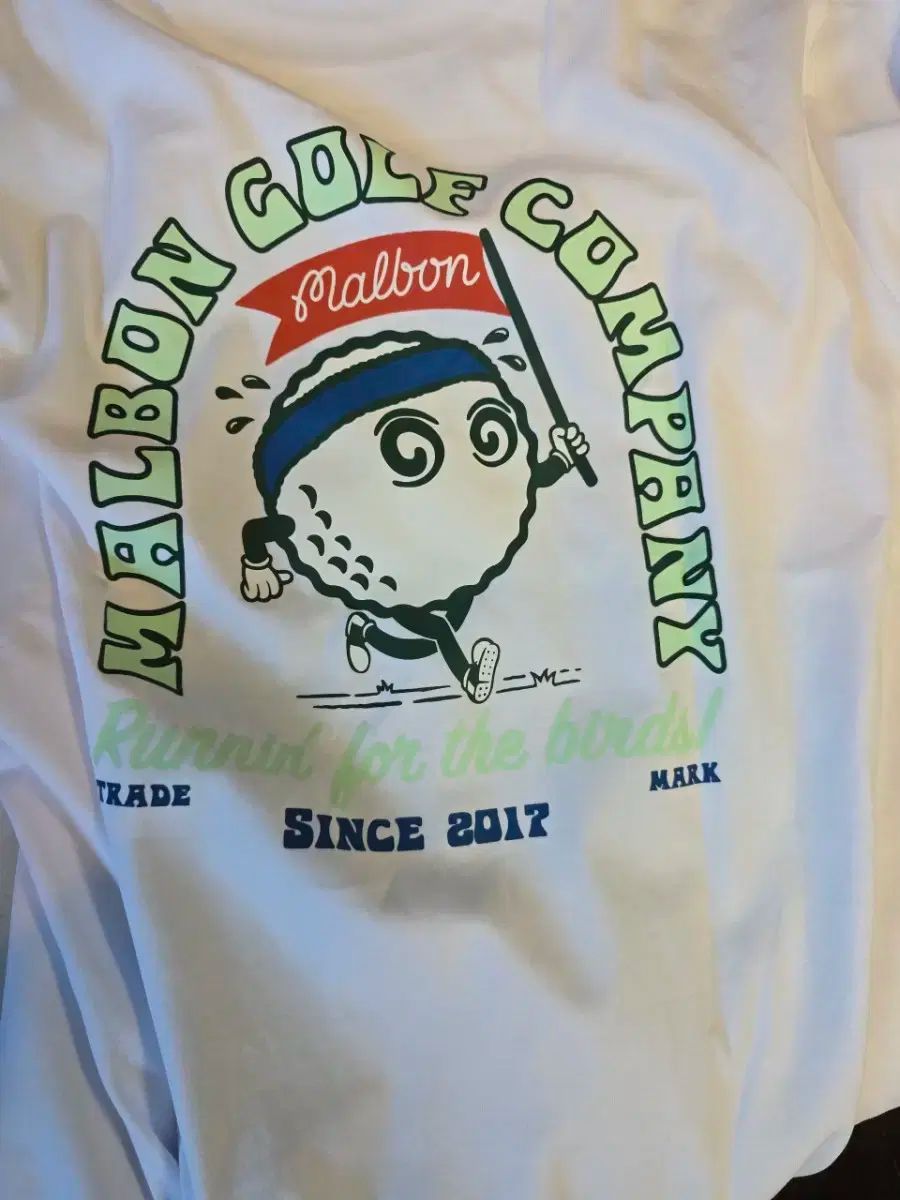 MALBON GOLF COMPANY
Malbon
Runnin' for the birds!
TRADE MARK
SINCE 2017